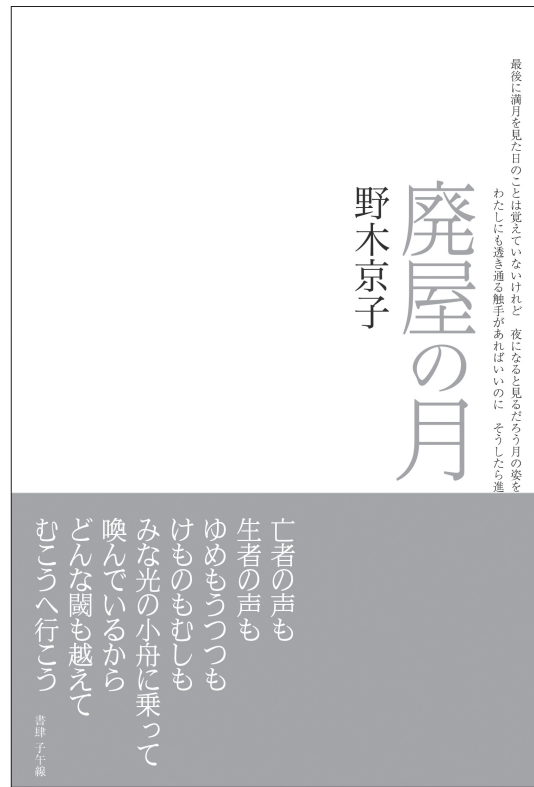 最後に満月を見た日のことは覚えていないけれど　夜になると見るだろう月の姿を
わたしにも透き通る触手があればいいのに　そうしたら進
廃屋の月
野木京子
亡者の声も
生者の声も
ゆめもうつつも
けものもむしも
みな光の小舟に乗って
喚んでいるから
どんな閾も越えて
むこうへ行こう
書肆 子午線